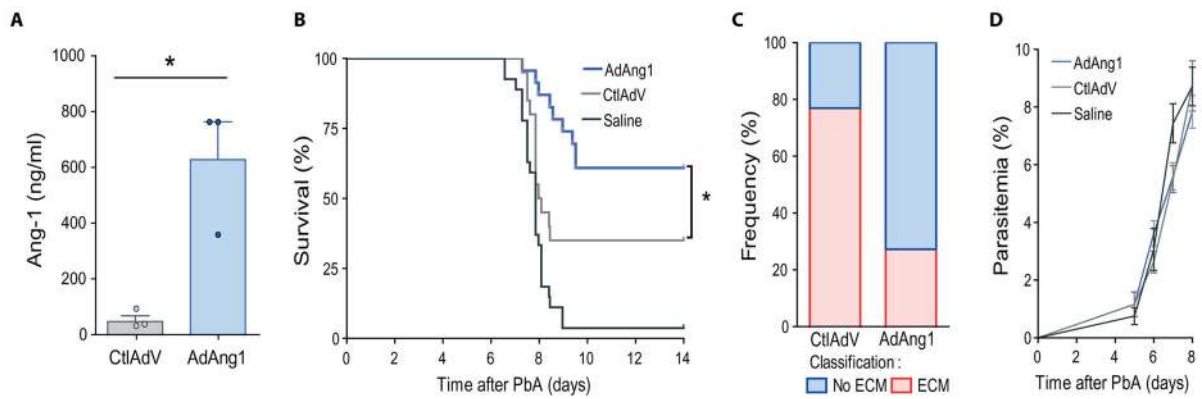 A
Ang-1 (ng/ml)
1000
800
600
400
200
0
*
CtlAdV
AdAng1
B
Survival (%)
100
75
50
25
0
AdAng1
CtlAdV
Saline
*
0 2 4 6 8 10 12 14
Time after PbA (days)
C
Frequency (%)
100
80
60
40
20
0
CtlAdV AdAng1
Classification :
No ECM ECM
D
Parasitemia (%)
10
8
6
4
2
0
AdAng1
CtlAdV
Saline
0 2 4 6 8
Time after PbA (days)